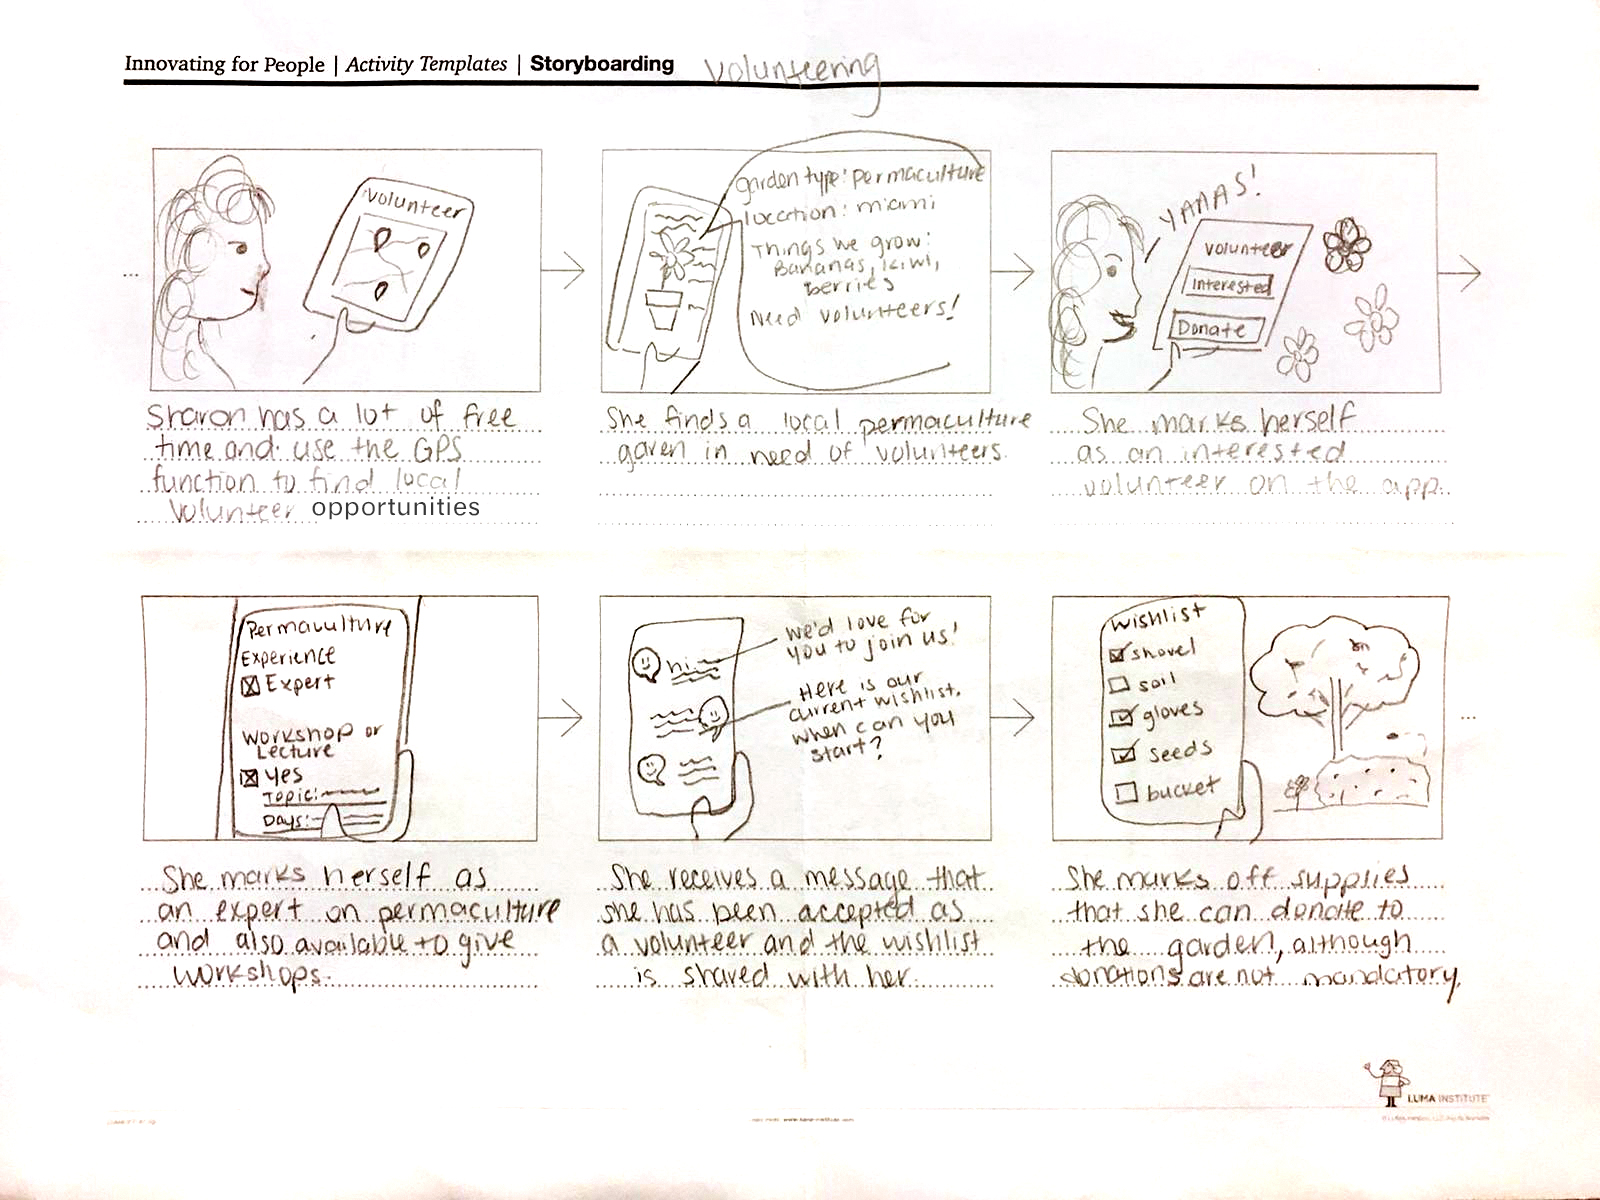 Innovating for People | Activity Templates | Storyboarding volunteering
volunteer
garden type: permaculture
location: miami
Things we grow:
Bananas, kiwi,
berries
Need volunteers!
YAAAS!
volunteer
interested
Donate
...
Sharon has a lot of free
time and use the GPS
function to find local
volunteer opportunities
She finds a local permaculture
garen in need of volunteers.
She marks herself
as an interested
volunteer on the app.
Permaculture
Experience
Expert
Workshop or
Lecture
Yes
Topic:
Days:
hi
we'd love for
you to join us!
Here is our
current wishlist.
when can you
start?
wishlist
shovel
soil
gloves
seeds
bucket
...
She marks herself as
an expert on permaculture
and also available to give
workshops.
She receives a message that
she has been accepted as
a volunteer and the wishlist
is shared with her.
She marks off supplies
that she can donate to
the garden, although
donations are not mandatory.
LUMA INSTITUTE